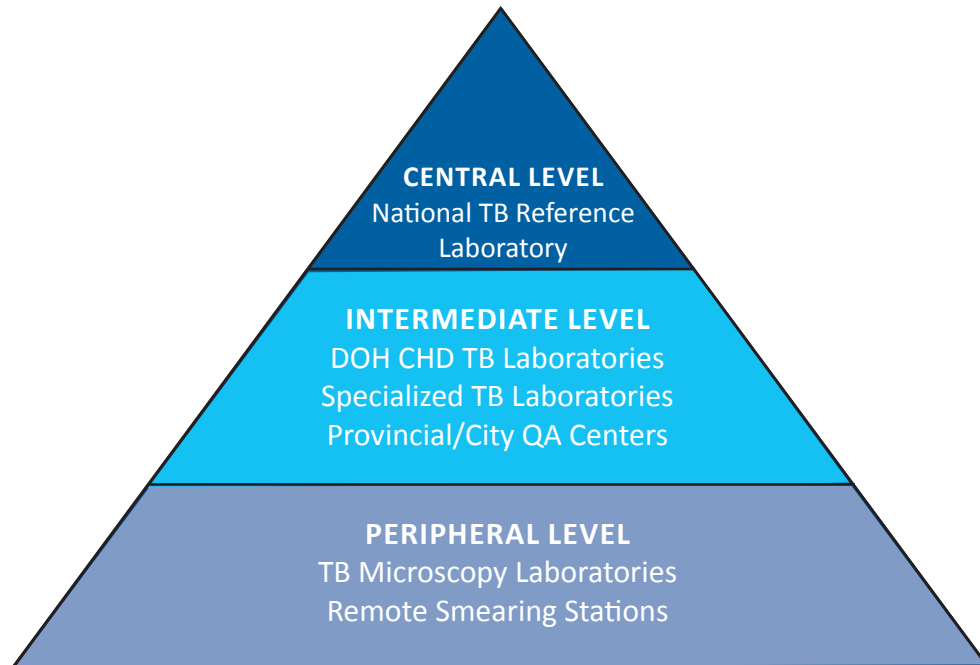 CENTRAL LEVEL
National TB Reference
Laboratory
INTERMEDIATE LEVEL
DOH CHD TB Laboratories
Specialized TB Laboratories
Provincial/City QA Centers
PERIPHERAL LEVEL
TB Microscopy Laboratories
Remote Smearing Stations